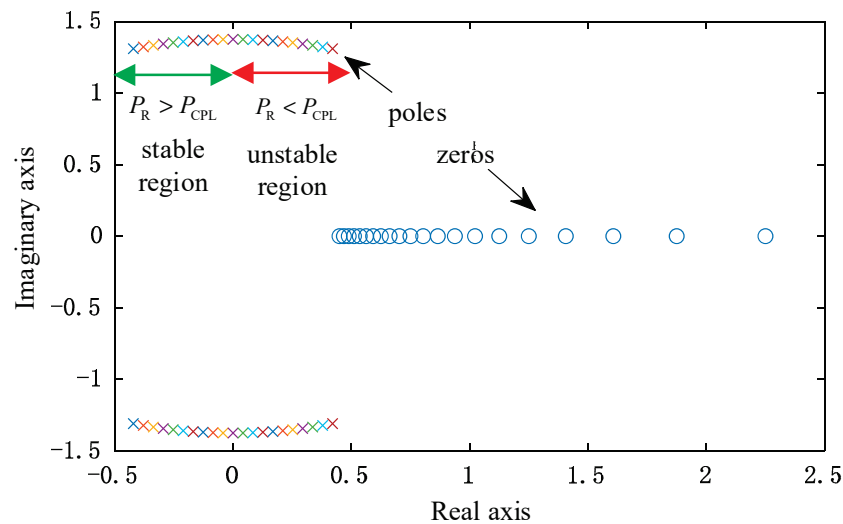 1.5
1
0.5
0
-0.5
-1
-1.5
-0.5
0
0.5
1
1.5
2
2.5
Imaginary axis
Real axis
P_R > P_CPL
stable
region
P_R < P_CPL
unstable
region
poles
zeros